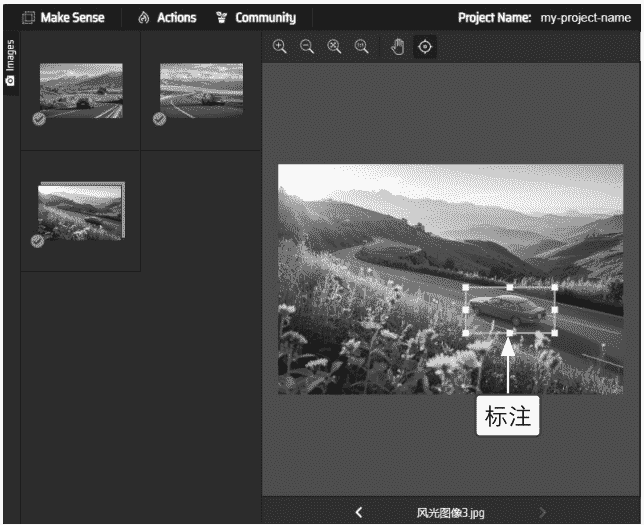 Make Sense Actions Community Project Name: my-project-name
Images
标注
风光图像3.jpg